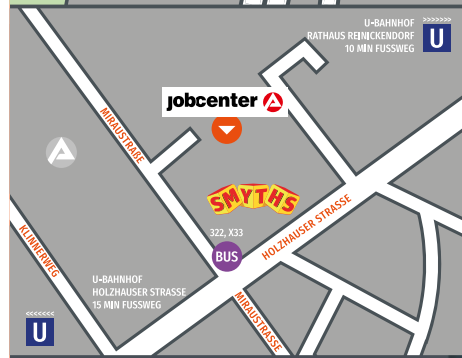 U-BAHNHOF
RATHAUS REINICKENDORF
10 MIN FUSSWEG
>>>>>>>
U
jobcenter
MIRAUSTRAẞE
SMYTHS
KLINNERWEG
322, X33
BUS
HOLZHAUSER STRASSE
U-BAHNHOF
HOLZHAUSER STRASSE
15 MIN FUSSWEG
MIRAUSTRASSE
<<<<<<<
U